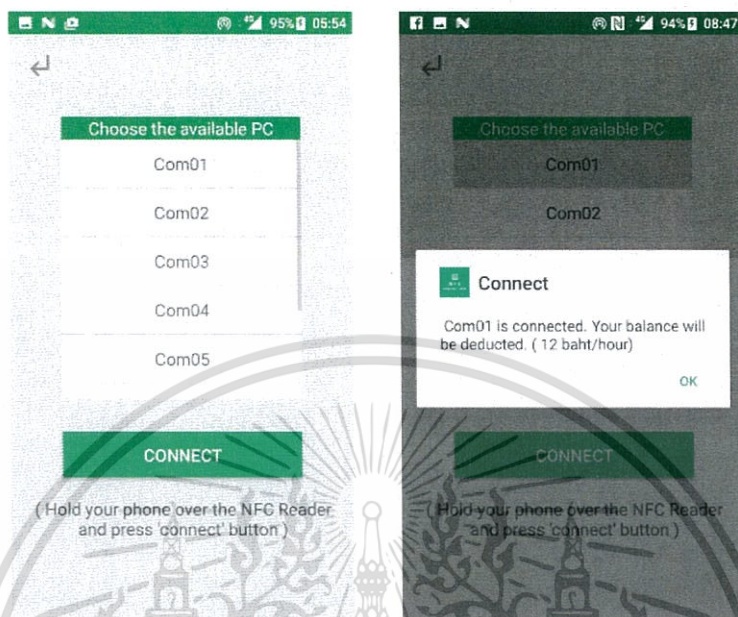 95% 05:54
Choose the available PC
Com01
Com02
Com03
Com04
Com05
CONNECT
( Hold your phone over the NFC Reader
and press 'connect' button )
94% 08:47
Choose the available PC
Com01
Com02
Connect
Com01 is connected. Your balance will
be deducted. ( 12 baht/hour)
OK
CONNECT
( Hold your phone over the NFC Reader
and press 'connect' button )